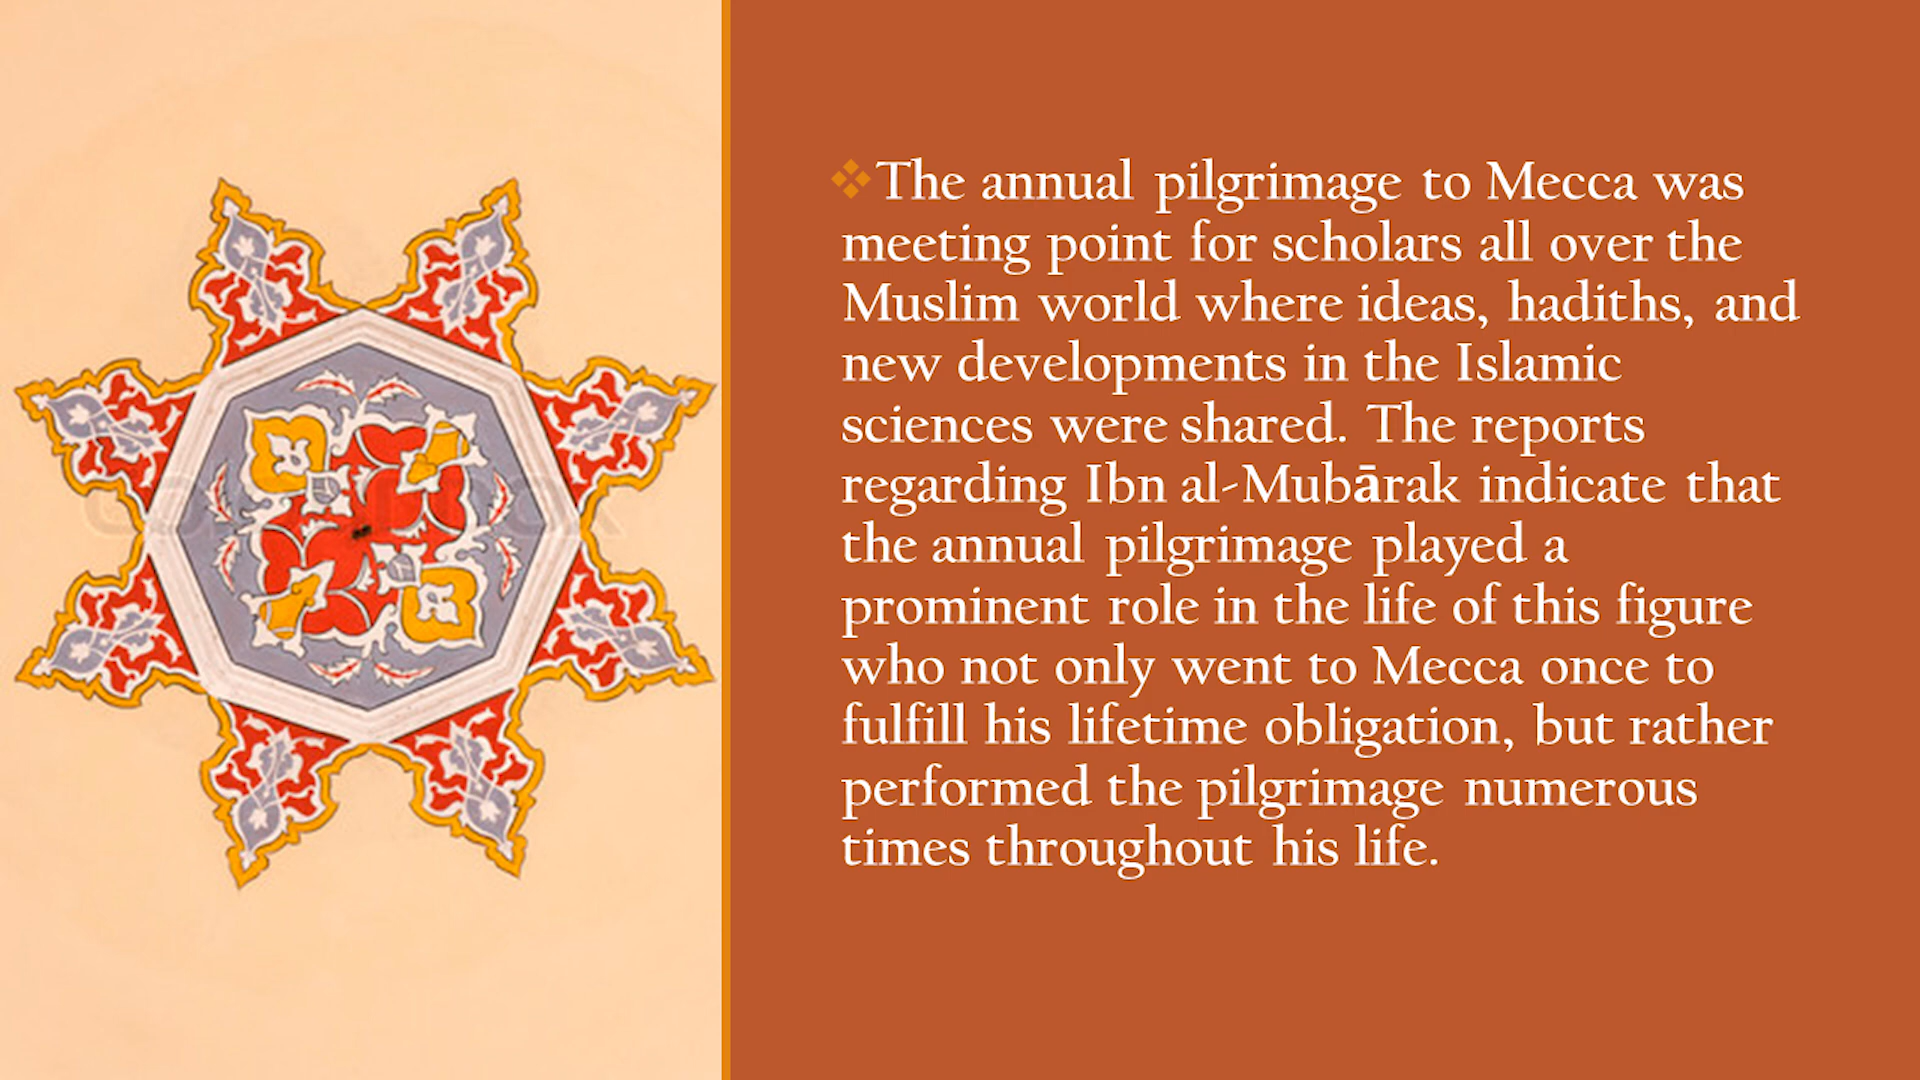 ❖The annual pilgrimage to Mecca was
meeting point for scholars all over the
Muslim world where ideas, hadiths, and
new developments in the Islamic
sciences were shared. The reports
regarding Ibn al-Mubārak indicate that
the annual pilgrimage played a
prominent role in the life of this figure
who not only went to Mecca once to
fulfill his lifetime obligation, but rather
performed the pilgrimage numerous
times throughout his life.